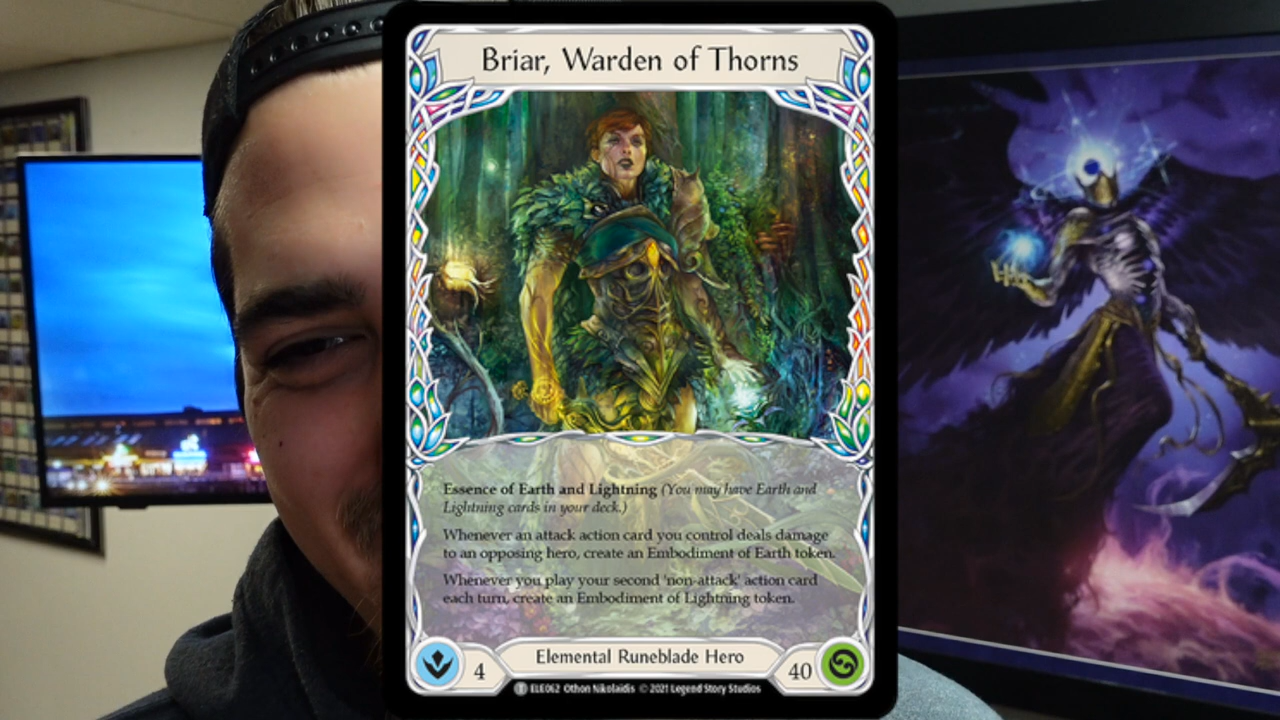 Briar, Warden of Thorns
Essence of Earth and Lightning (You may have Earth and
Lightning cards in your deck.)
Whenever an attack action card you control deals damage
to an opposing hero, create an Embodiment of Earth token.
Whenever you play your second 'non-attack' action card
each turn, create an Embodiment of Lightning token.
4 Elemental Runeblade Hero 40
T ELE062 Othon Nikolaidis © 2021 Legend Story Studios